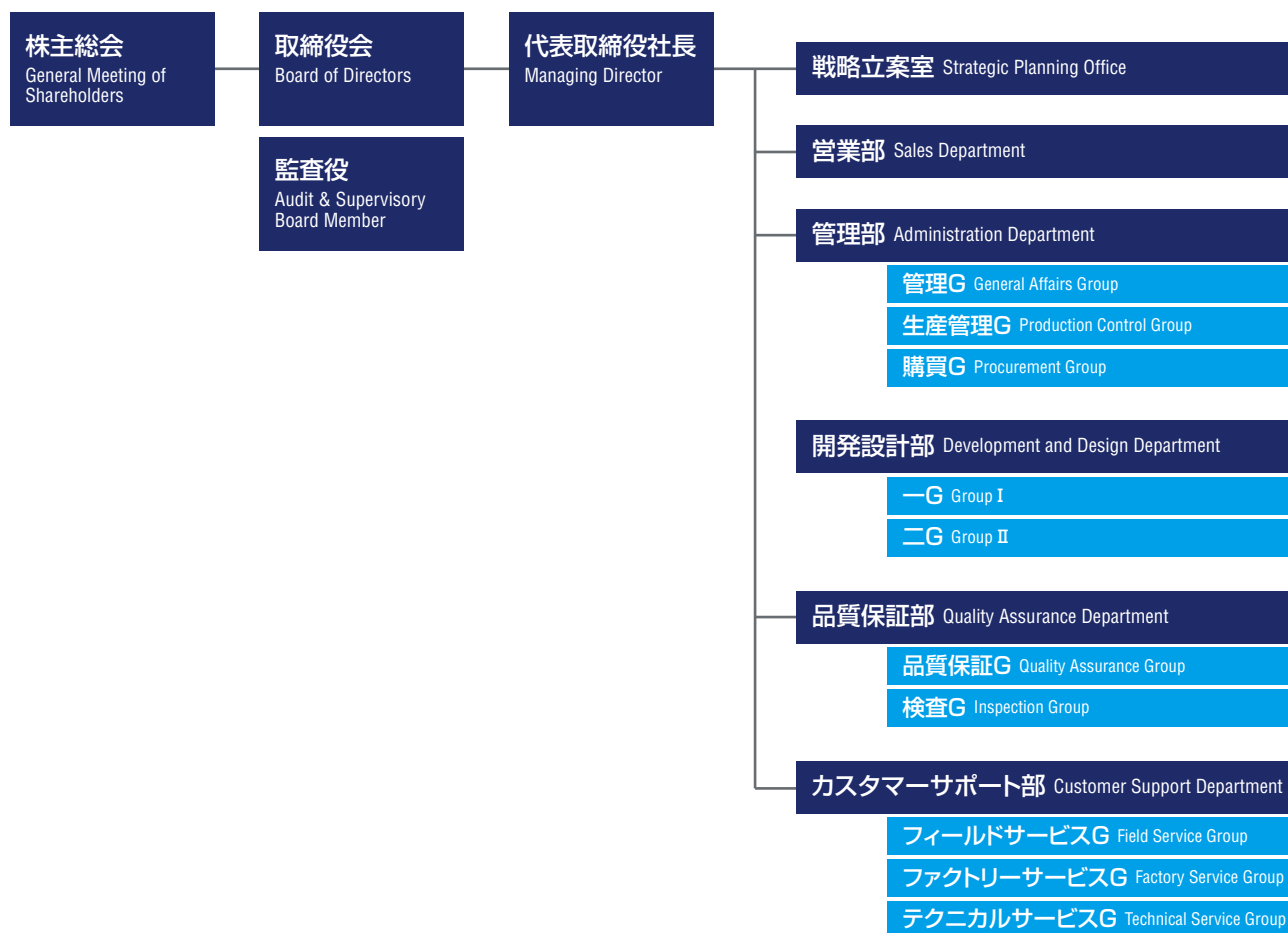 株主総会
General Meeting of
Shareholders
取締役会
Board of Directors
監査役
Audit & Supervisory
Board Member
代表取締役社長
Managing Director
戦略立案室 Strategic Planning Office
営業部 Sales Department
管理部 Administration Department
管理G General Affairs Group
生産管理G Production Control Group
購買G Procurement Group
開発設計部 Development and Design Department
一G Group Ⅰ
二G Group Ⅱ
品質保証部 Quality Assurance Department
品質保証G Quality Assurance Group
検査G Inspection Group
カスタマーサポート部 Customer Support Department
フィールドサービスG Field Service Group
ファクトリーサービスG Factory Service Group
テクニカルサービスG Technical Service Group